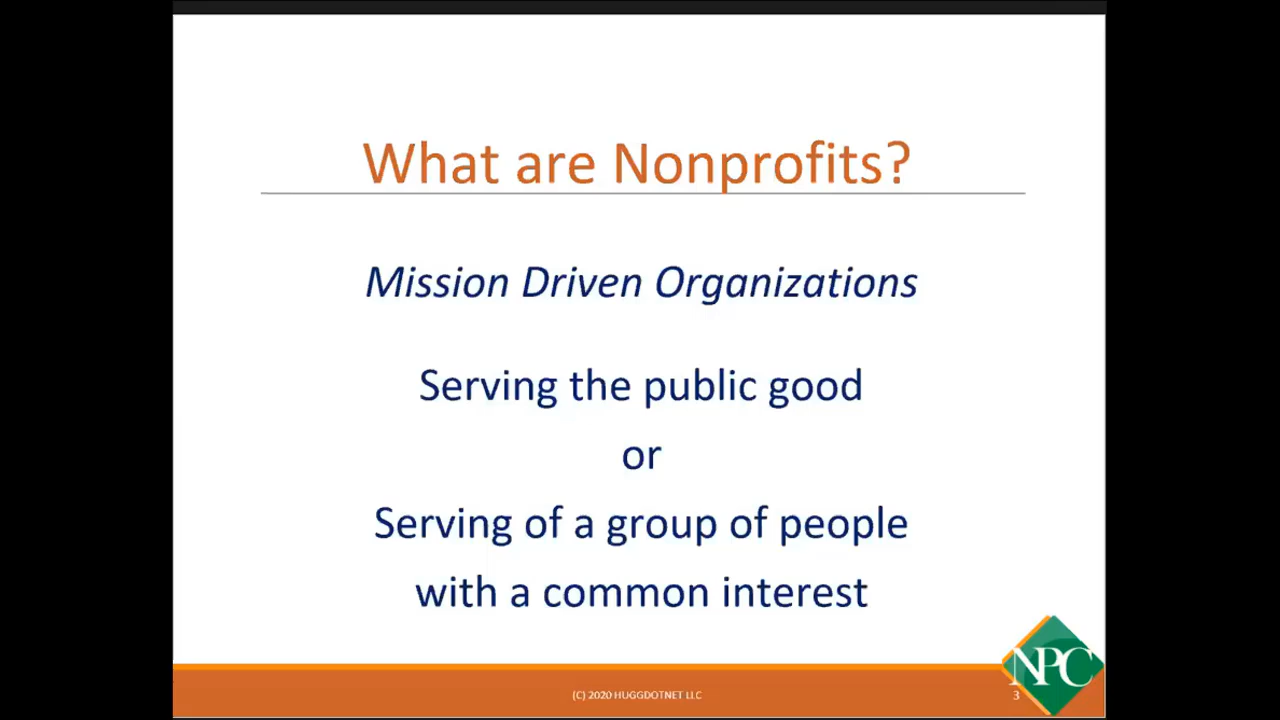 What are Nonprofits?
Mission Driven Organizations
Serving the public good
or
Serving of a group of people
with a common interest
NPC
(C) 2020 HUGGDOTNET LLC
3